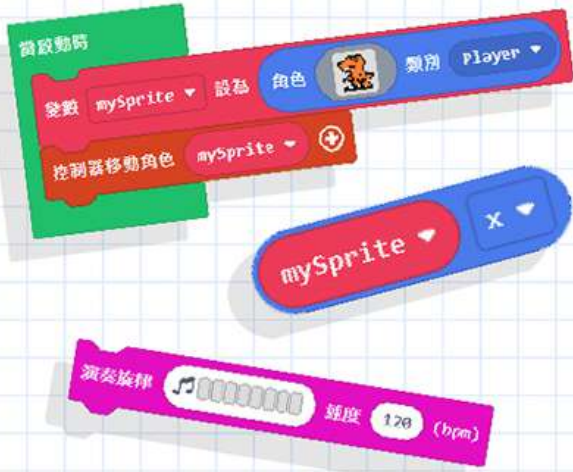 當啟動時
變數 mySprite 設為 角色 類別 Player
控制器移動角色 mySprite
mySprite x
演奏旋律 速度 120 (bpm)